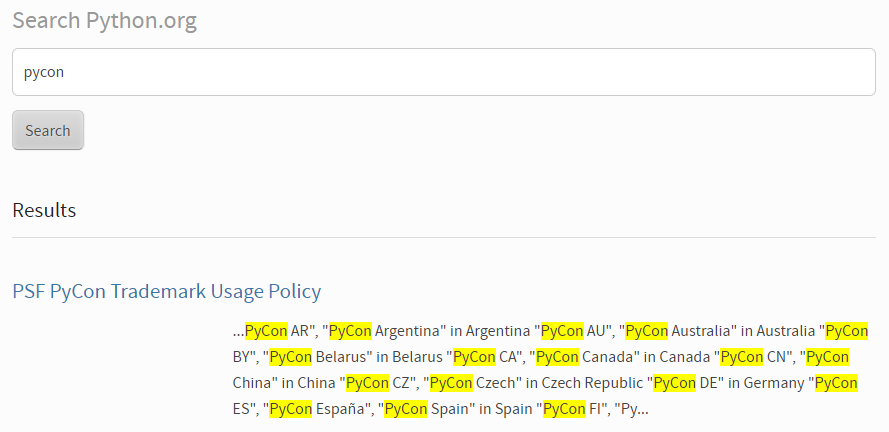 Search Python.org
pycon
Search
Results
PSF PyCon Trademark Usage Policy
...PyCon AR", "PyCon Argentina" in Argentina "PyCon AU", "PyCon Australia" in Australia "PyCon
BY", "PyCon Belarus" in Belarus "PyCon CA", "PyCon Canada" in Canada "PyCon CN", "PyCon
China" in China "PyCon CZ", "PyCon Czech" in Czech Republic "PyCon DE" in Germany "PyCon
ES", "PyCon España", "PyCon Spain" in Spain "PyCon FI", "Py...